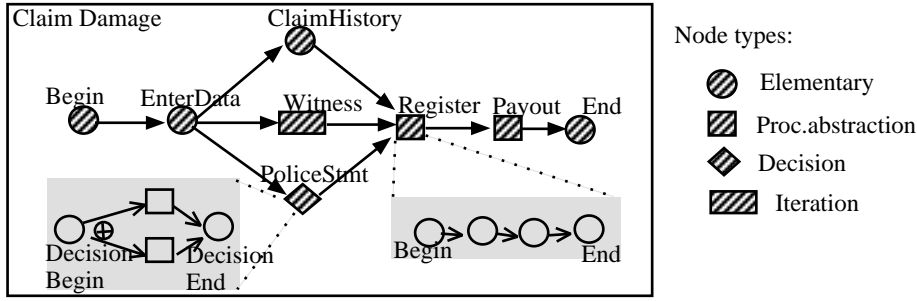 Claim Damage
ClaimHistory
Node types:
Begin
EnterData
Witness
Register
Payout
End
Elementary
Proc.abstraction
PoliceStmt
Decision
Iteration
Decision
Begin
Decision
End
Begin
End